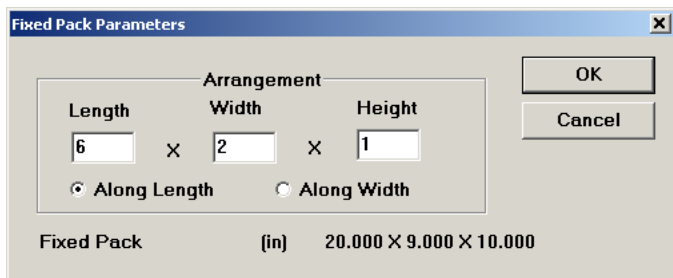 Fixed Pack Parameters
Arrangement
Length Width Height
6 X 2 X 1
Along Length Along Width
OK
Cancel
Fixed Pack (in) 20.000 X 9.000 X 10.000